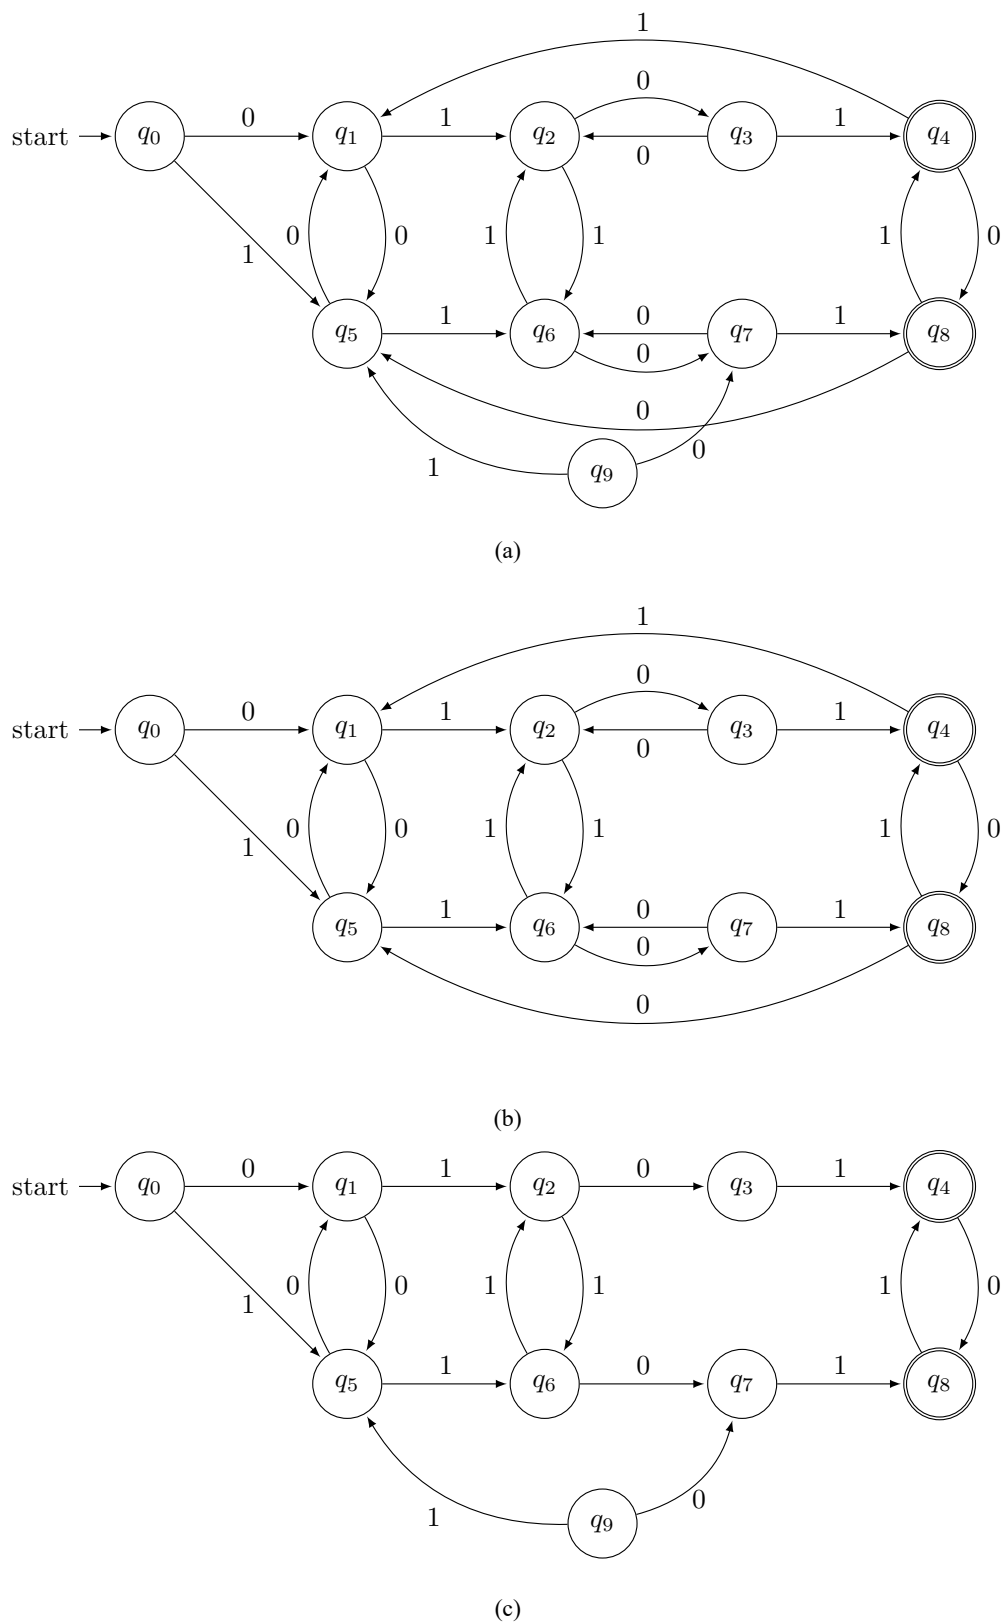 1
0
start q₀ 0 q₁ 1 q₂ q₃ 1 q₄
0
0 0 1 1 1 0
1
q₅ 1 q₆ 0 q₇ 1 q₈
0
0
1 q₉ 0
(a)
1
0
start q₀ 0 q₁ 1 q₂ q₃ 1 q₄
0
0 0 1 1 1 0
1
q₅ 1 q₆ 0 q₇ 1 q₈
0
0
(b)
start q₀ 0 q₁ 1 q₂ 0 q₃ 1 q₄
0 0 1 1 1 0
1
q₅ 1 q₆ 0 q₇ 1 q₈
1 q₉ 0
(c)